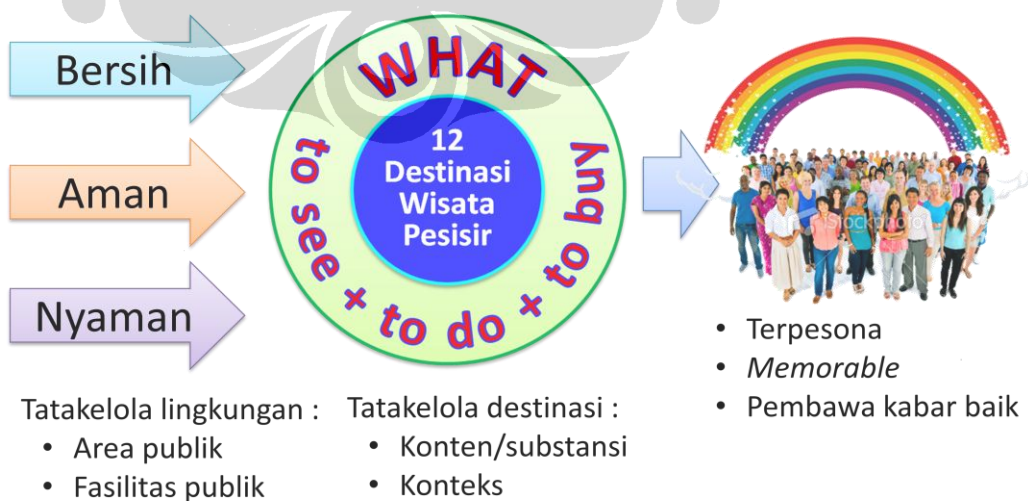 Bersih
Aman
Nyaman
WHAT
to see + to do + to buy
12
Destinasi
Wisata
Pesisir
iStockphoto
Tatakelola lingkungan :
• Area publik
• Fasilitas publik
Tatakelola destinasi :
• Konten/substansi
• Konteks
• Terpesona
• Memorable
• Pembawa kabar baik